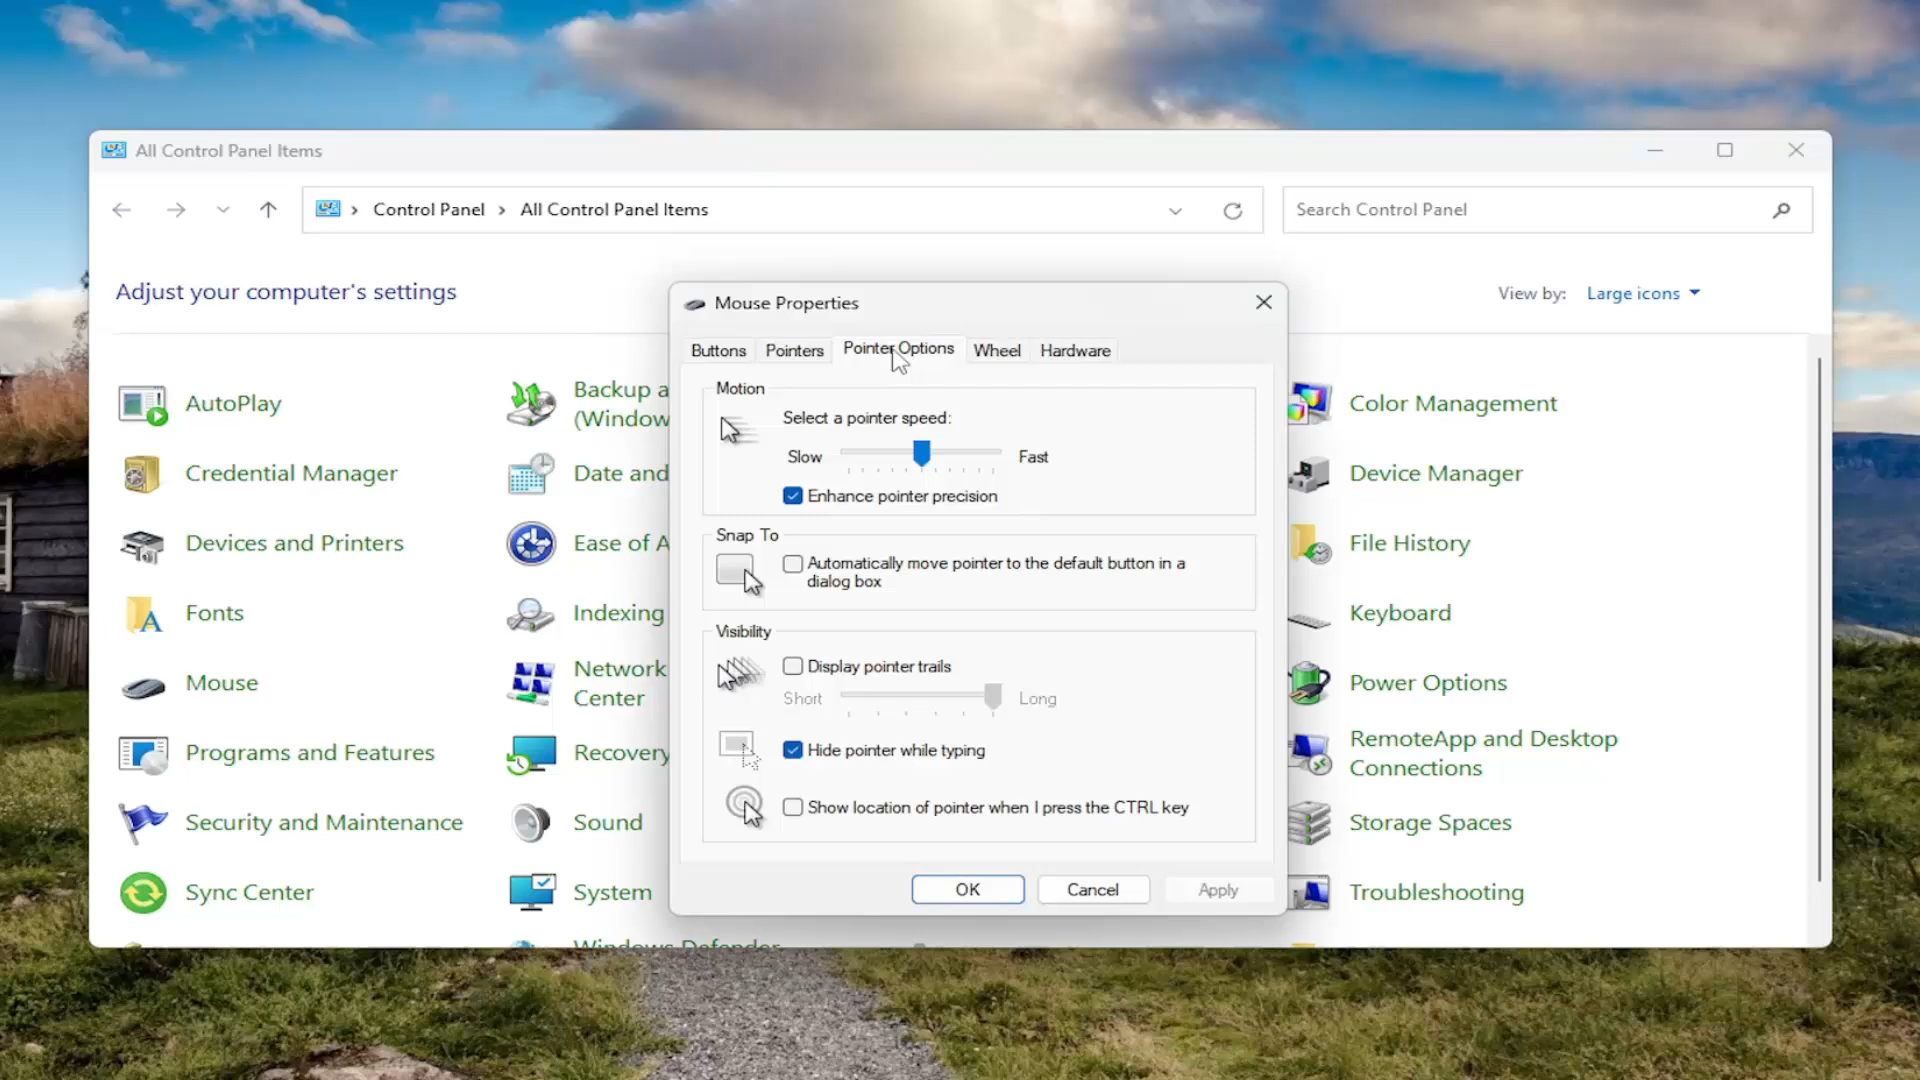 All Control Panel Items
Control Panel
All Control Panel Items
Search Control Panel
Adjust your computer's settings
View by:
Large icons
AutoPlay
Credential Manager
Devices and Printers
Fonts
Mouse
Programs and Features
Security and Maintenance
Sync Center
Backup a
(Window
Date and
Ease of A
Indexing
Network
Center
Recovery
Sound
System
Windows Defender
Mouse Properties
Buttons
Pointers
Pointer Options
Wheel
Hardware
Motion
Select a pointer speed:
Slow
Fast
Enhance pointer precision
Snap To
Automatically move pointer to the default button in a
dialog box
Visibility
Display pointer trails
Short
Long
Hide pointer while typing
Show location of pointer when I press the CTRL key
OK
Cancel
Apply
Color Management
Device Manager
File History
Keyboard
Power Options
RemoteApp and Desktop
Connections
Storage Spaces
Troubleshooting